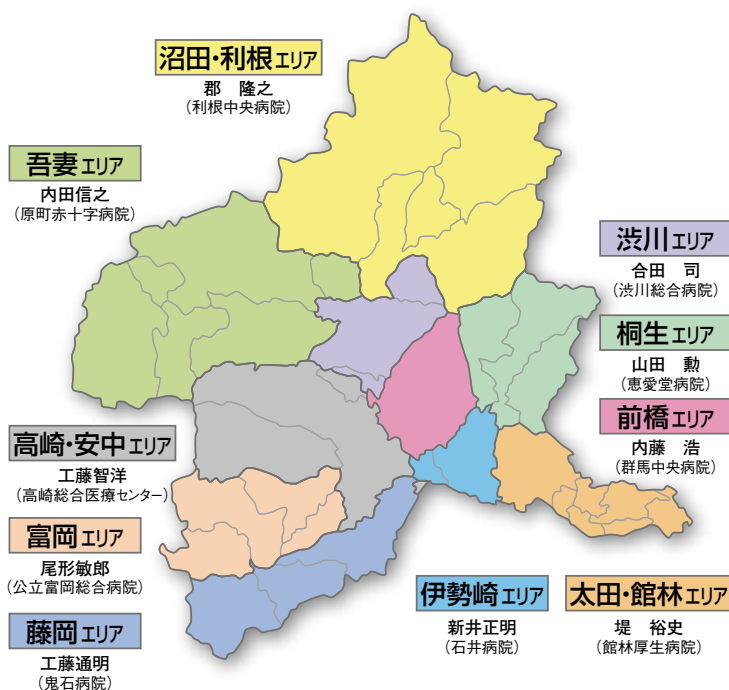 沼田・利根エリア
郡　隆之
（利根中央病院）
吾妻エリア
内田信之
（原町赤十字病院）
渋川エリア
合田　司
（渋川総合病院）
桐生エリア
山田　勲
（恵愛堂病院）
前橋エリア
内藤　浩
（群馬中央病院）
高崎・安中エリア
工藤智洋
（高崎総合医療センター）
富岡エリア
尾形敏郎
（公立富岡総合病院）
藤岡エリア
工藤通明
（鬼石病院）
伊勢崎エリア
新井正明
（石井病院）
太田・館林エリア
堤　裕史
（館林厚生病院）